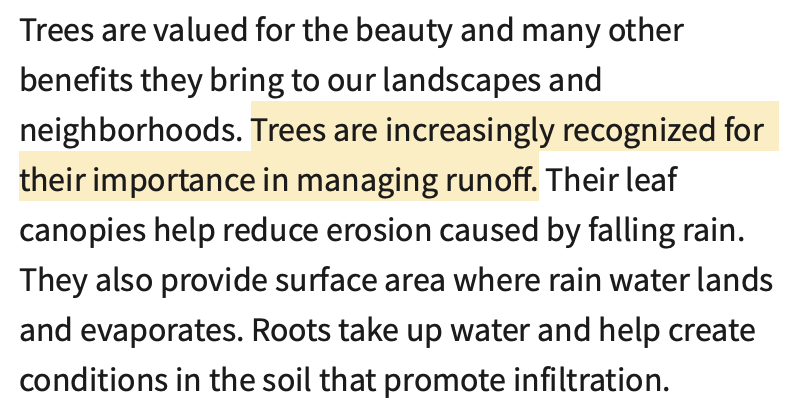 Trees are valued for the beauty and many other
benefits they bring to our landscapes and
neighborhoods. Trees are increasingly recognized for
their importance in managing runoff. Their leaf
canopies help reduce erosion caused by falling rain.
They also provide surface area where rain water lands
and evaporates. Roots take up water and help create
conditions in the soil that promote infiltration.